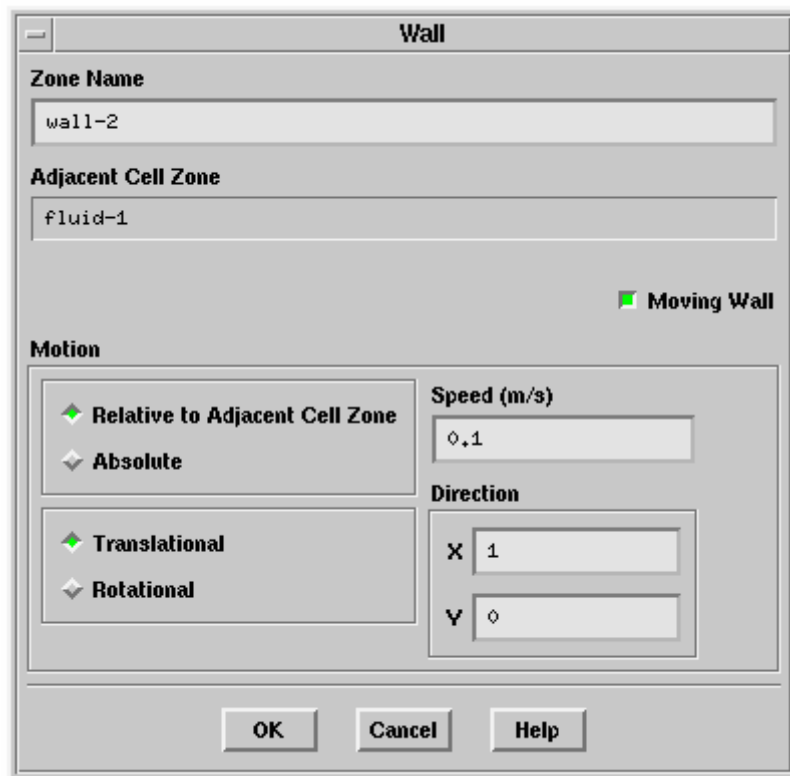 Wall
Zone Name
wall-2
Adjacent Cell Zone
fluid-1
Moving Wall
Motion
Relative to Adjacent Cell Zone
Absolute
Translational
Rotational
Speed (m/s)
0.1
Direction
X 1
Y 0
OK Cancel Help